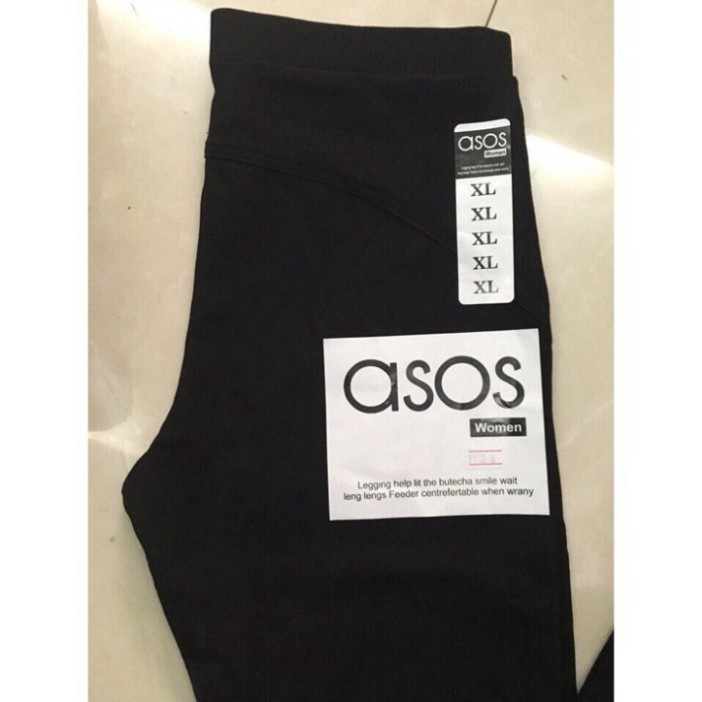 asos
Women
XL
XL
XL
XL
XL
asos
Women
Legging help lit the butecha smile wait
leng lengs Feeder centrefertable when wrany